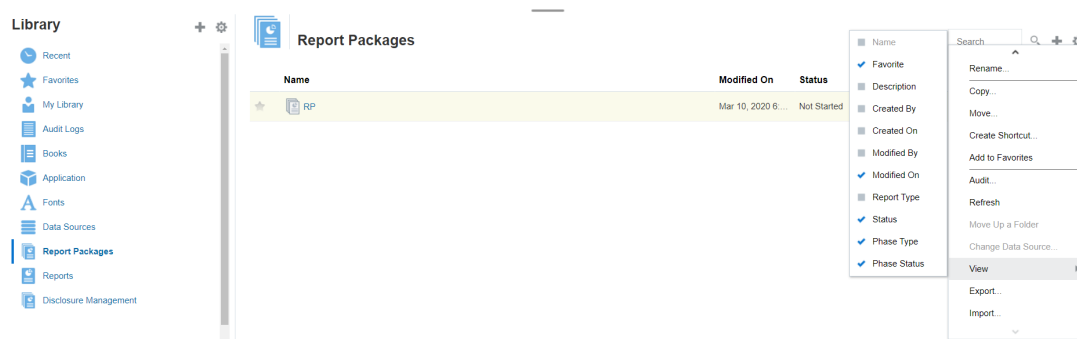 Library
Recent
Favorites
My Library
Audit Logs
Books
Application
Fonts
Data Sources
Report Packages
Reports
Disclosure Management
Report Packages
Name Modified On Status
RP Mar 10, 2020 6:... Not Started
Name
Favorite
Description
Created By
Created On
Modified By
Modified On
Report Type
Status
Phase Type
Phase Status
Search
Rename...
Copy...
Move...
Create Shortcut...
Add to Favorites
Audit...
Refresh
Move Up a Folder
Change Data Source...
View
Export...
Import...